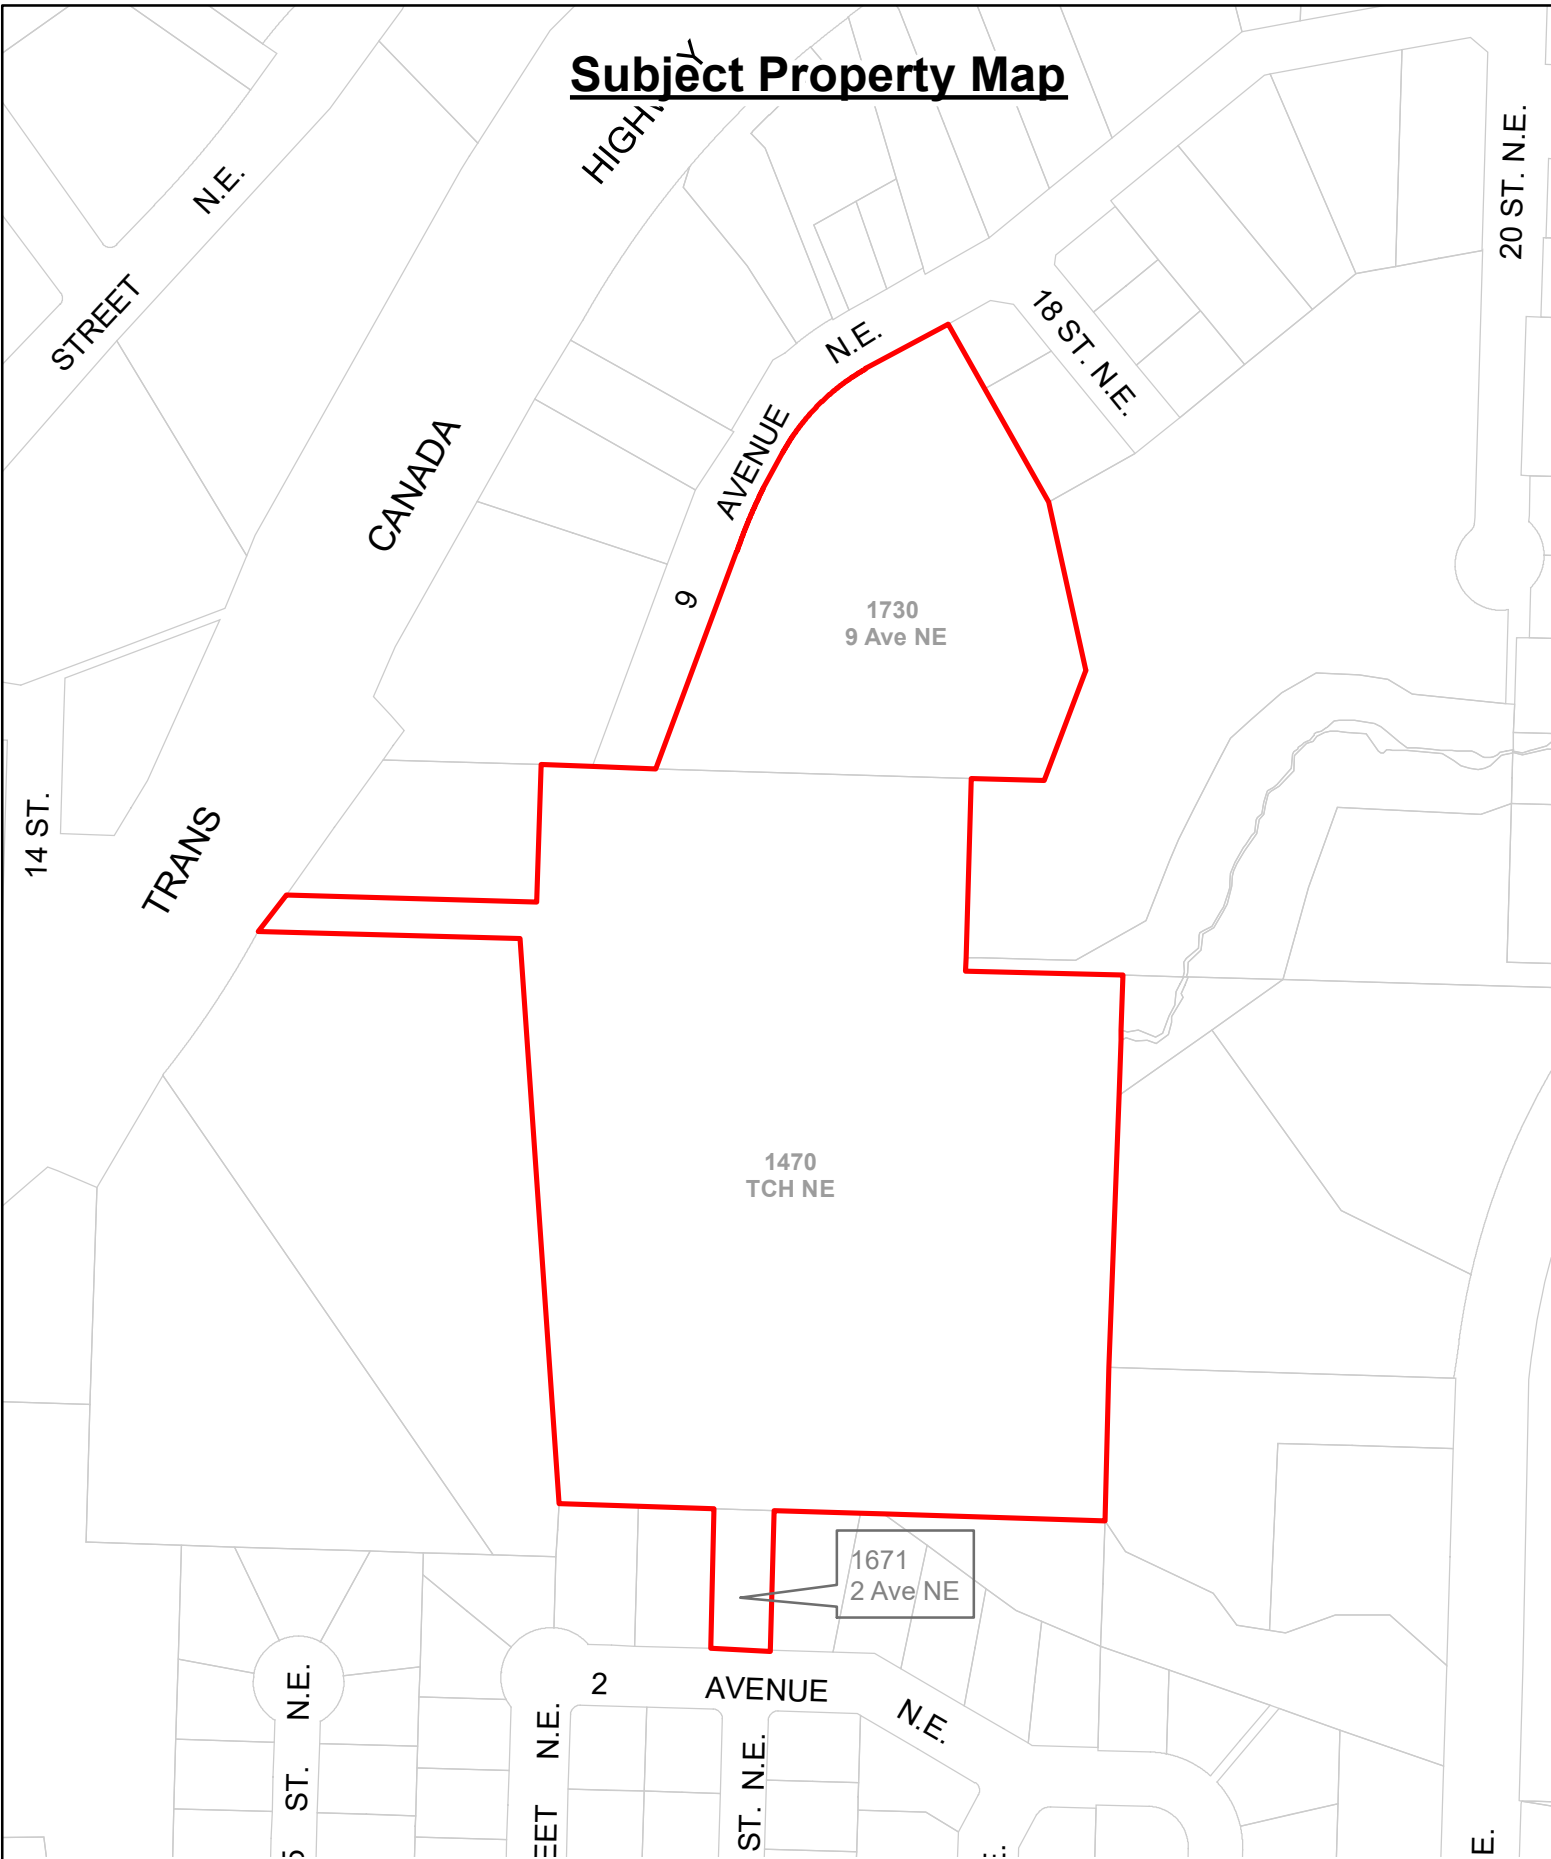 Subject Property Map
HIGHWAY
N.E.
STREET
20 ST. N.E.
18 ST. N.E.
N.E.
AVENUE
9
CANADA
1730
9 Ave NE
14 ST.
TRANS
1470
TCH NE
1671
2 Ave NE
2 AVENUE N.E.
ST. N.E.
N.E.
ST. N.E.
E.